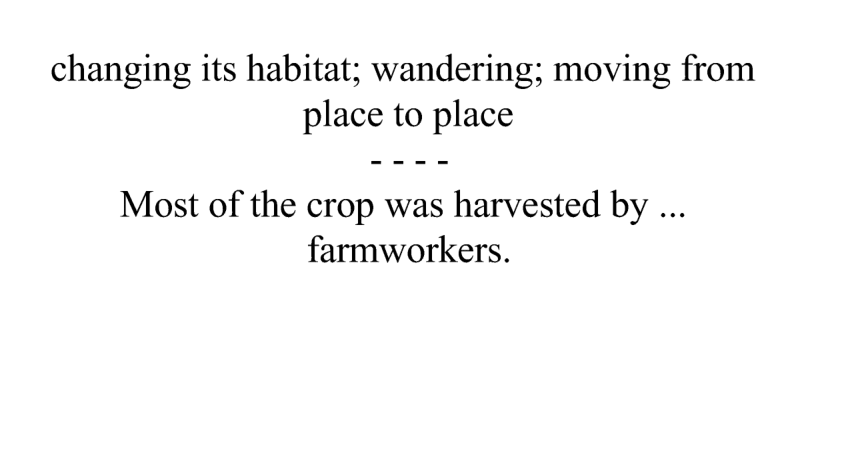 changing its habitat; wandering; moving from
place to place
- - - -
Most of the crop was harvested by ...
farmworkers.